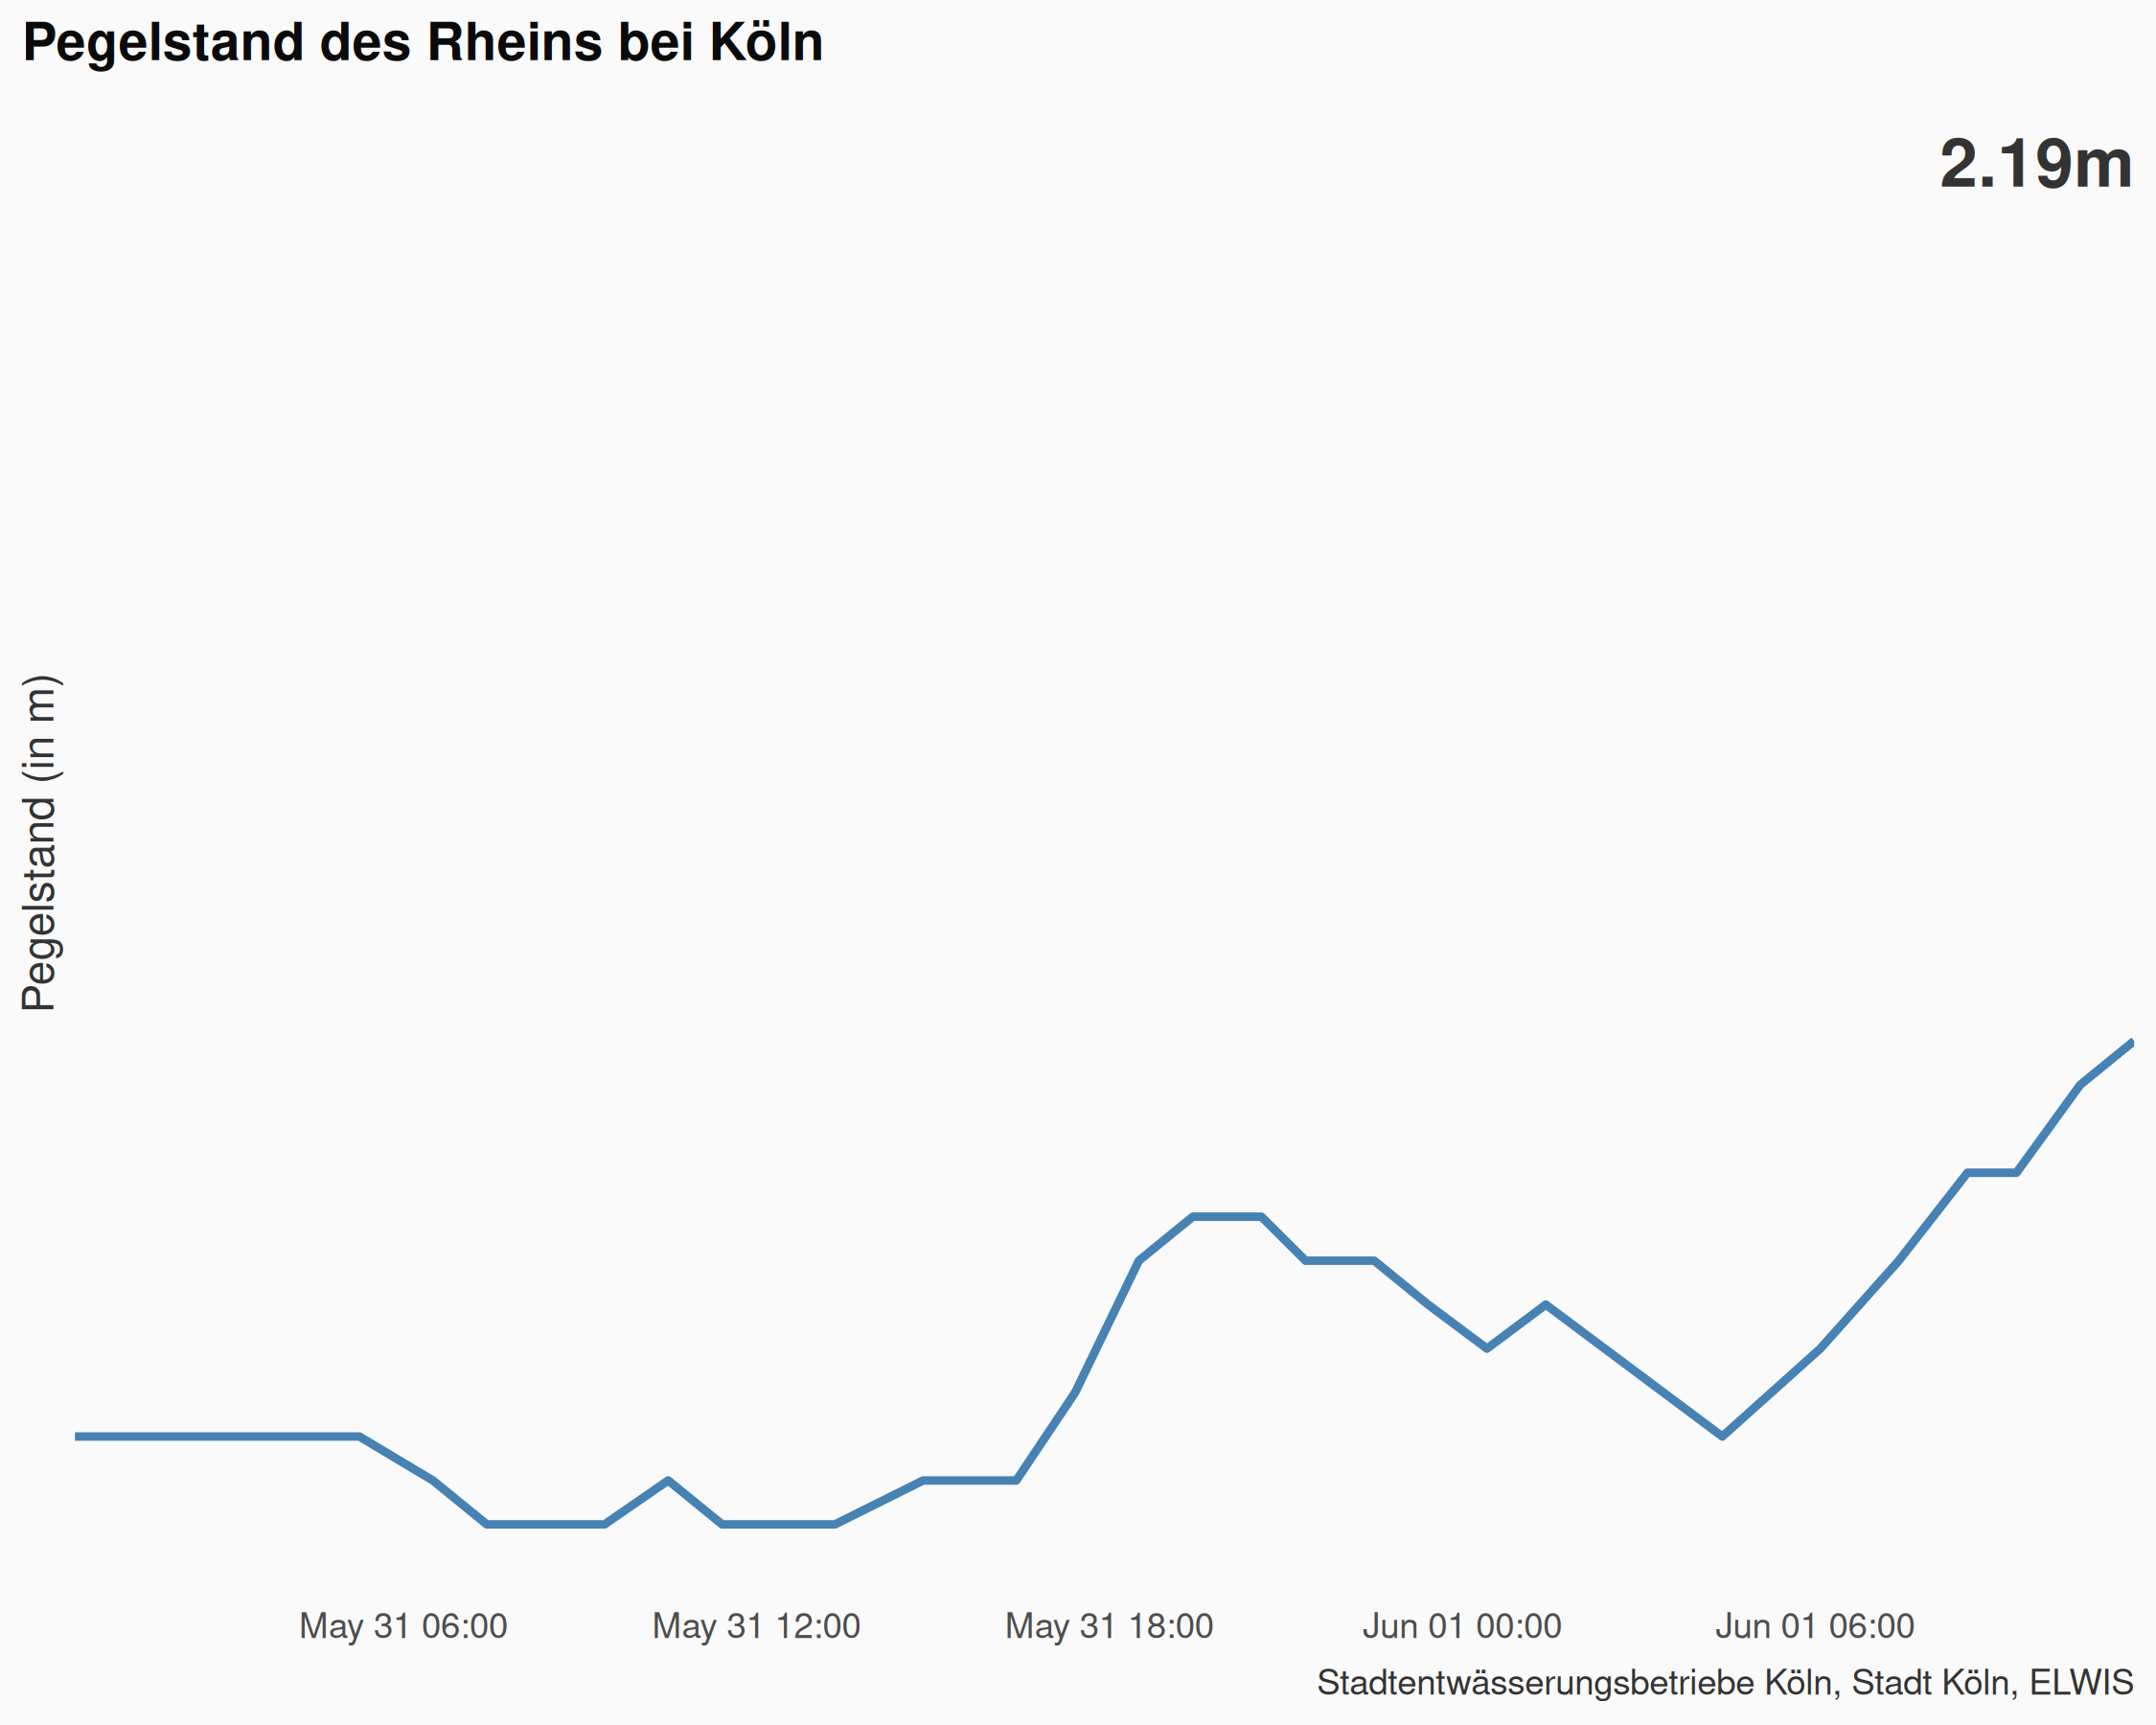 Pegelstand des Rheins bei Köln
2.19m
Pegelstand (in m)
May 31 06:00 May 31 12:00 May 31 18:00 Jun 01 00:00 Jun 01 06:00
Stadtentwässerungsbetriebe Köln, Stadt Köln, ELWIS